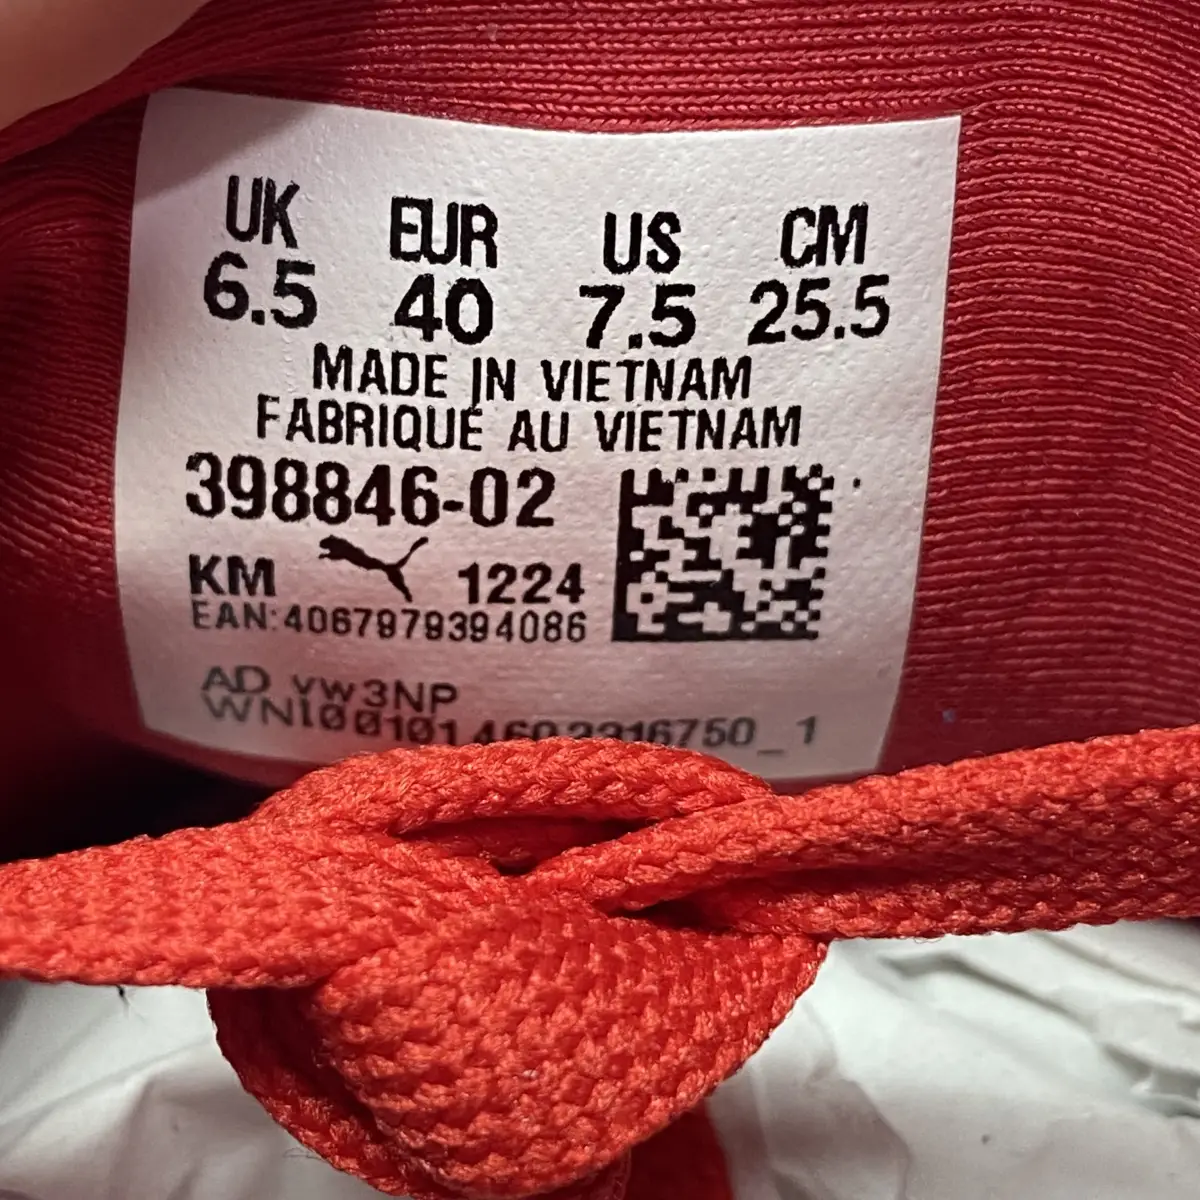 UK EUR US CM
6.5 40 7.5 25.5
MADE IN VIETNAM
FABRIQUÉ AU VIETNAM
398846-02
KM 1224
EAN:4067979394086
AD VW3NP